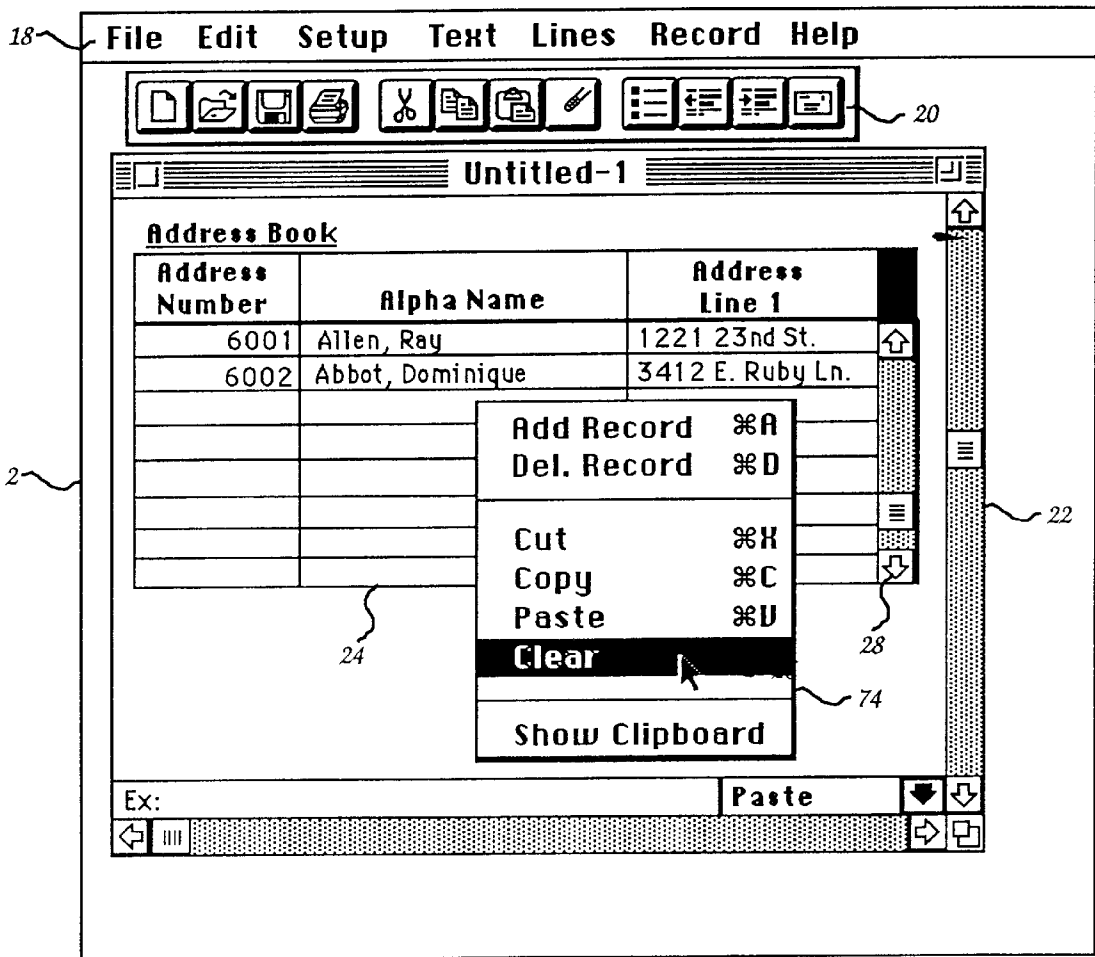 18
File Edit Setup Text Lines Record Help
20
Untitled-1
Address Book
Address Number
Alpha Name
Address Line 1
6001 Allen, Ray 1221 23nd St.
6002 Abbot, Dominique 3412 E. Ruby Ln.
Add Record ⌘A
Del. Record ⌘D
2
22
Cut ⌘X
Copy ⌘C
Paste ⌘V
24
28
Clear
74
Show Clipboard
Ex: Paste